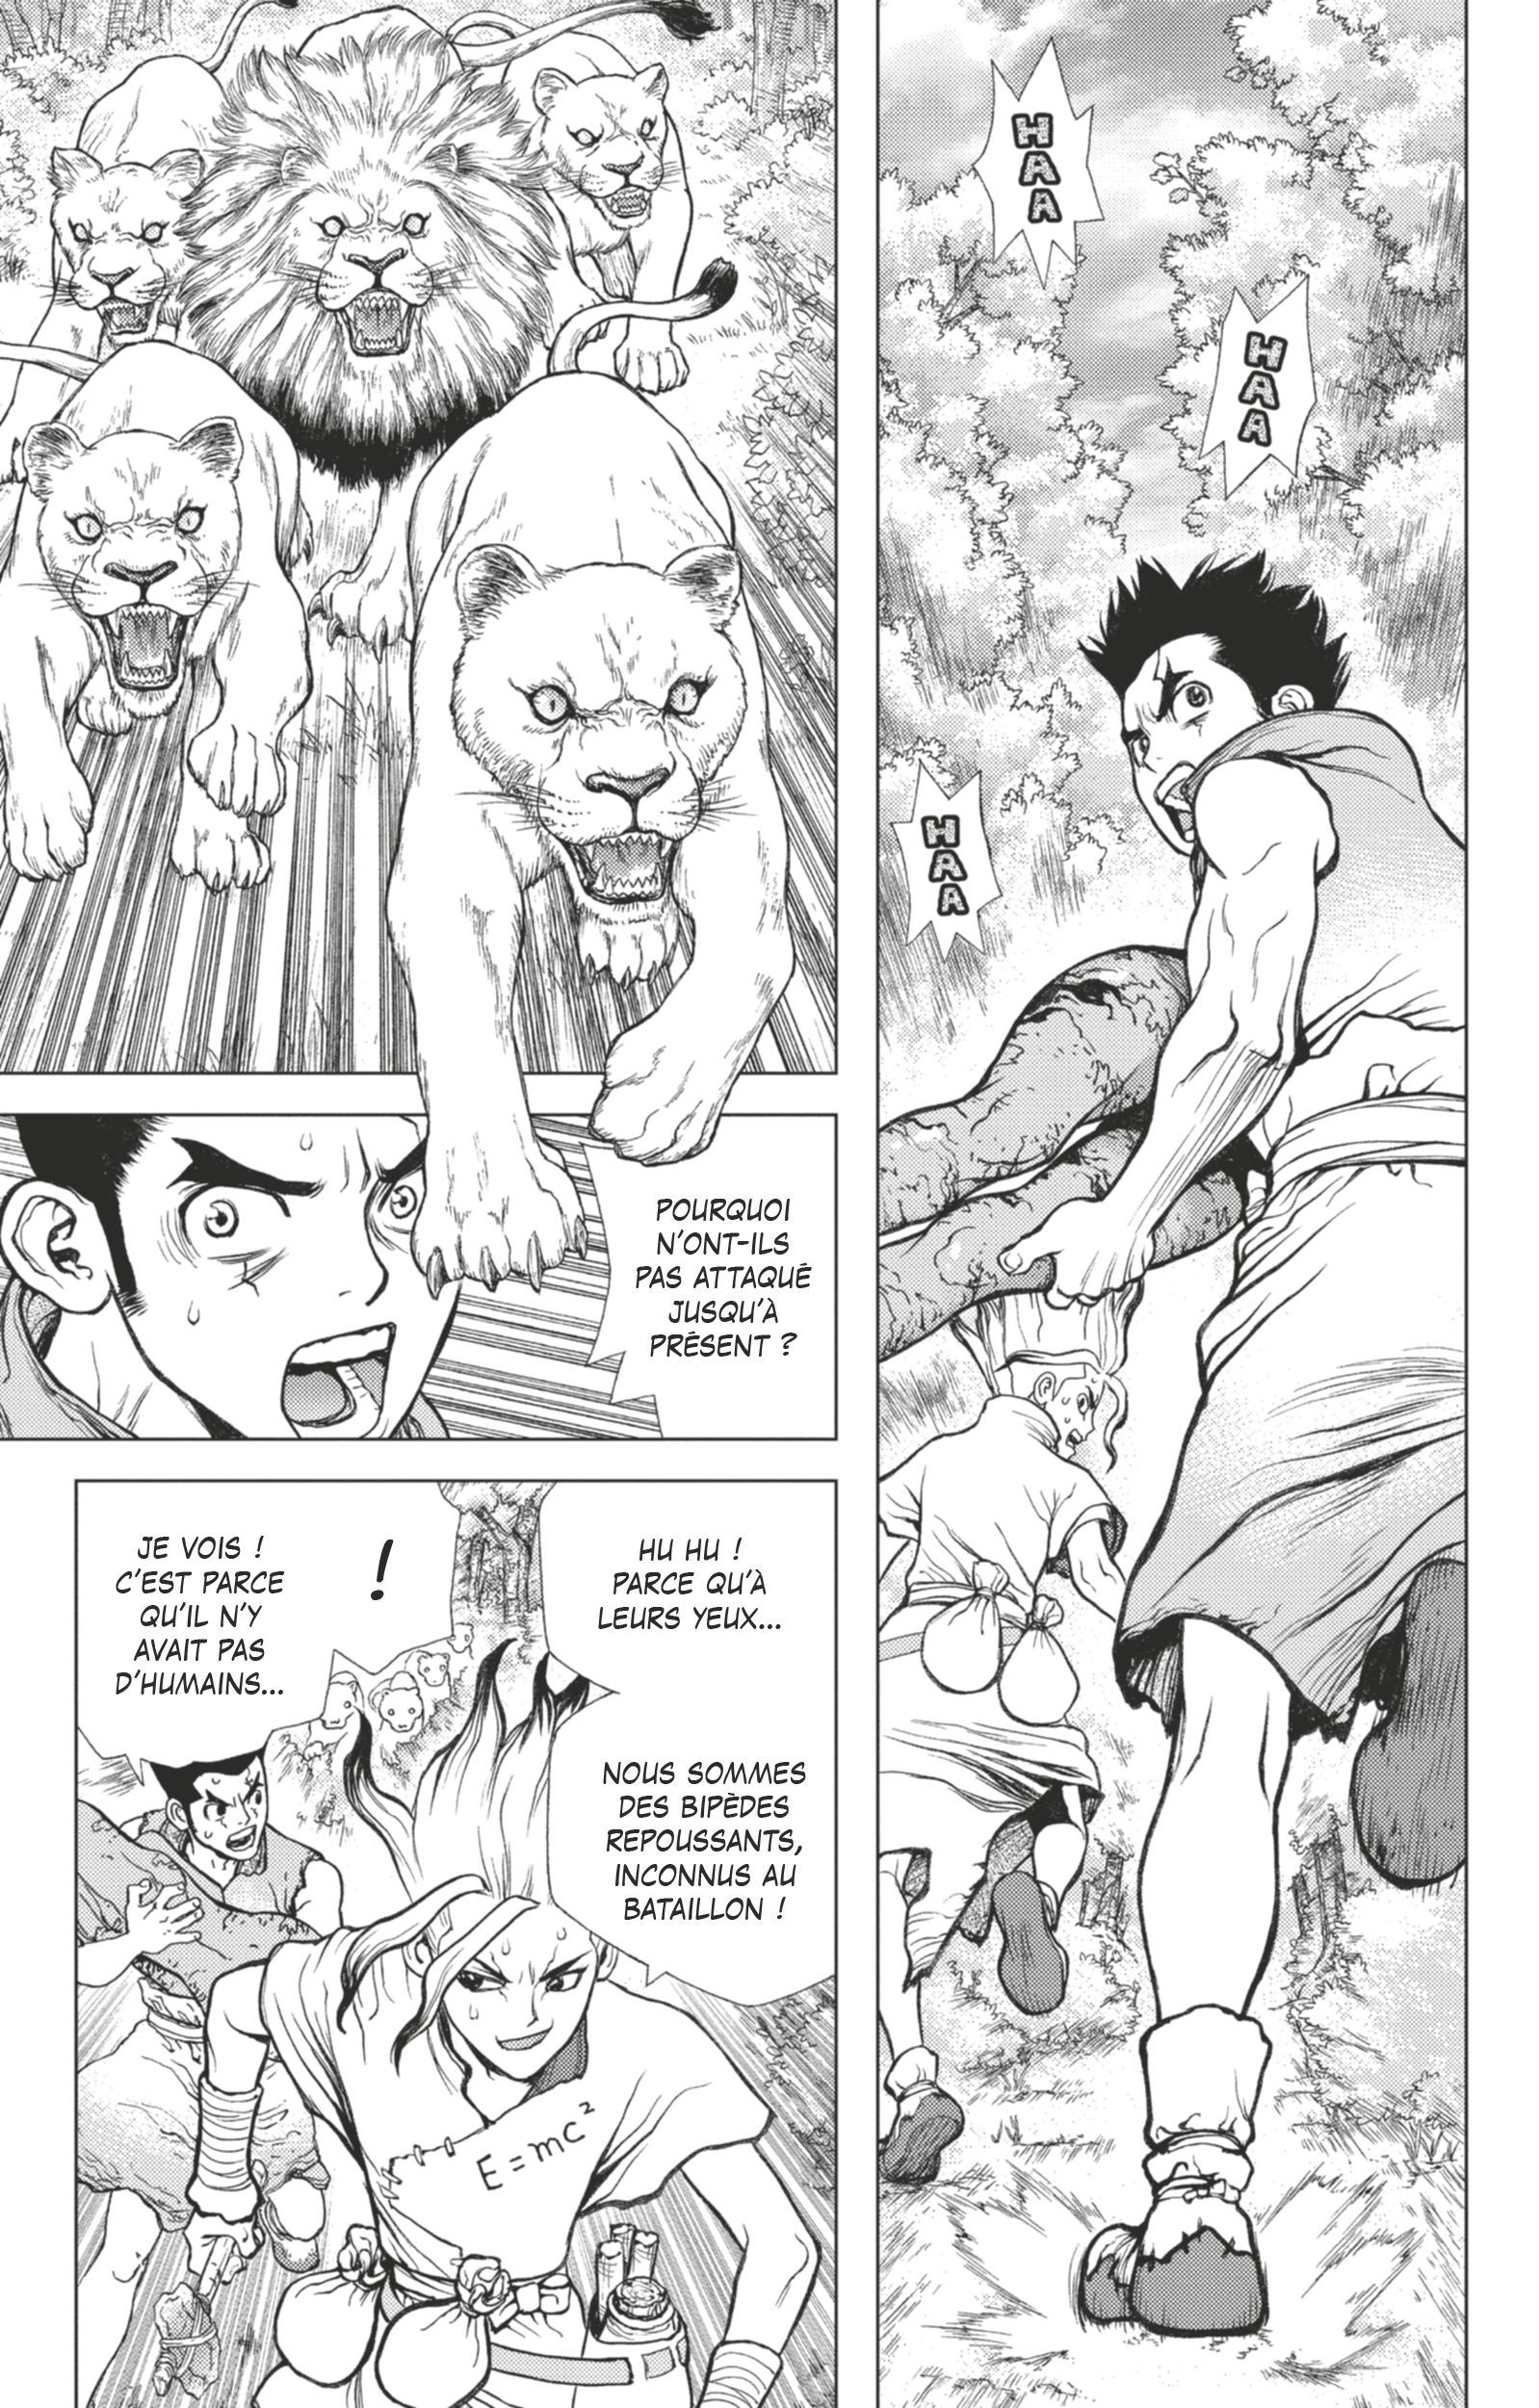 HAA
HAA
HAA
POURQUOI
N'ONT-ILS
PAS ATTAQUÉ
JUSQU'À
PRÉSENT ?
HU HU !
PARCE QU'À
LEURS YEUX...
NOUS SOMMES
DES BIPÈDES
REPOUSSANTS,
INCONNUS AU
BATAILLON !
!
JE VOIS !
C'EST PARCE
QU'IL N'Y
AVAIT PAS
D'HUMAINS...
E=mc²